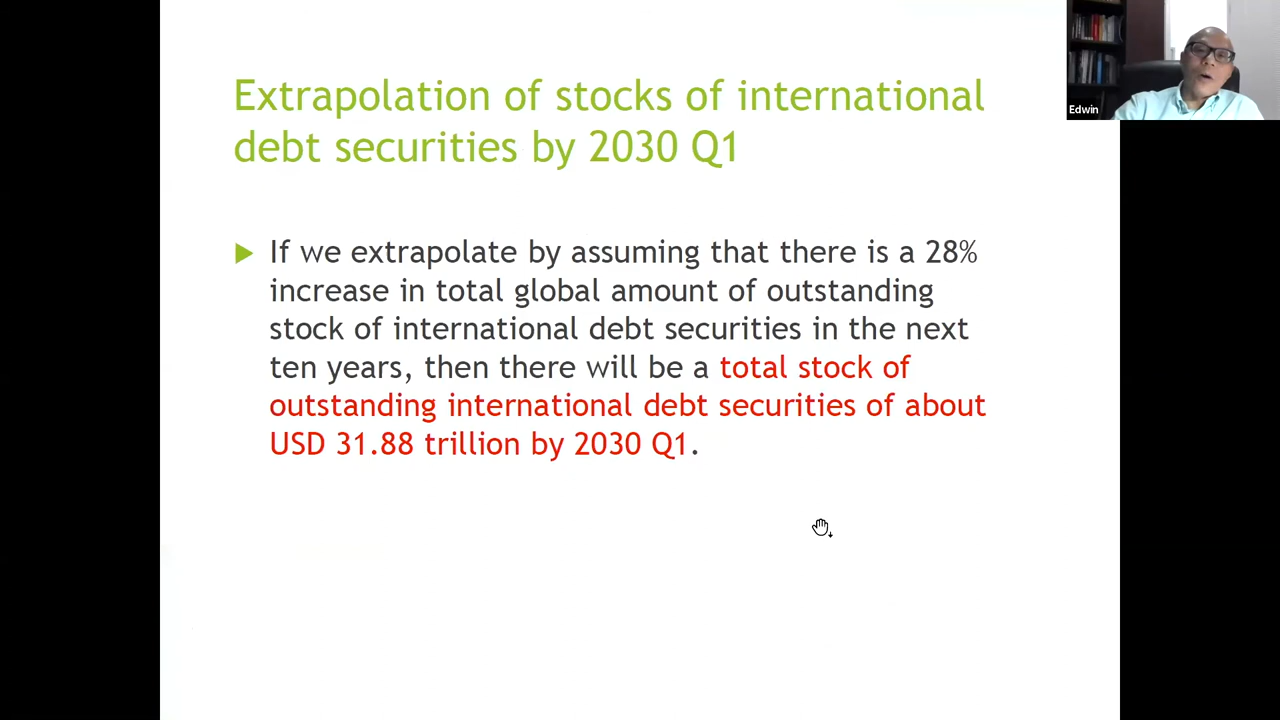 Extrapolation of stocks of international
debt securities by 2030 Q1
If we extrapolate by assuming that there is a 28%
increase in total global amount of outstanding
stock of international debt securities in the next
ten years, then there will be a total stock of
outstanding international debt securities of about
USD 31.88 trillion by 2030 Q1.
Edwin